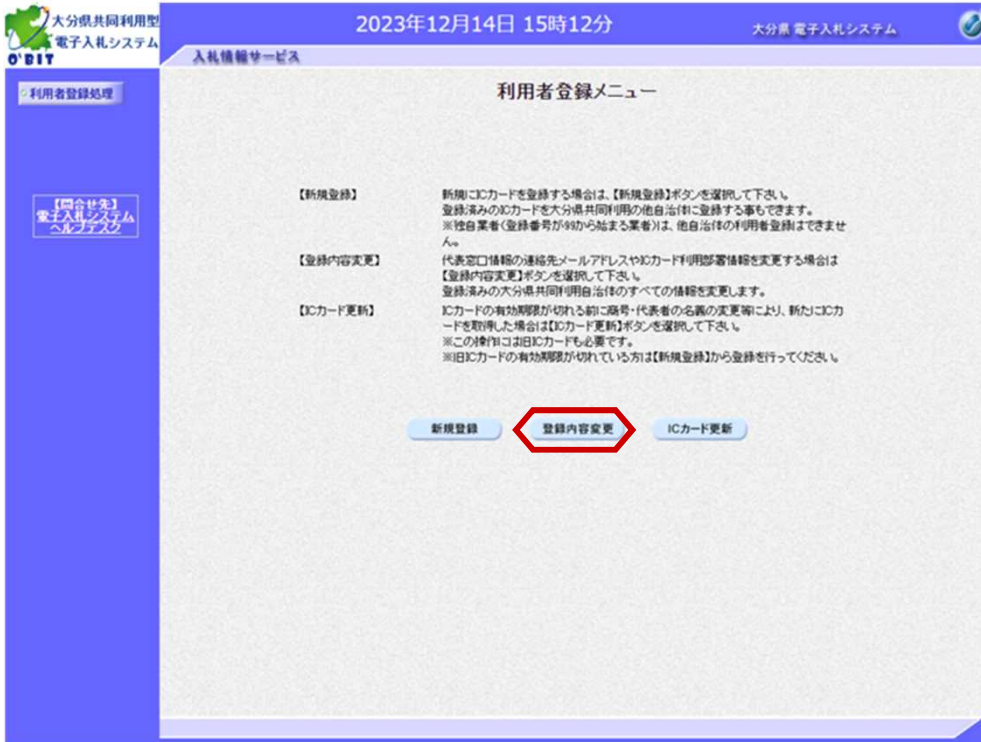 大分県共同利用型
電子入札システム
O'BIT
2023年12月14日 15時12分
大分県 電子入札システム
入札情報サービス
利用者登録処理
【問合せ先】
電子入札システム
ヘルプデスク
利用者登録メニュー
【新規登録】
新規にICカードを登録する場合は、【新規登録】ボタンを選択して下さい。
登録済みのICカードを大分県共同利用の他自治体に登録する事もできます。
※独自業者(登録番号が99から始まる業者)は、他自治体の利用者登録はできませ
ん。
【登録内容変更】
代表窓口情報の連絡先メールアドレスやICカード利用部署情報を変更する場合は
【登録内容変更】ボタンを選択して下さい。
登録済みの大分県共同利用自治体のすべての情報を変更します。
【ICカード更新】
ICカードの有効期限が切れる前に商号・代表者の名義の変更等により、新たにICカ
ードを取得した場合は【ICカード更新】ボタンを選択して下さい。
※この操作には旧ICカードも必要です。
※旧ICカードの有効期限が切れている方は【新規登録】から登録を行ってください。
新規登録
登録内容変更
ICカード更新